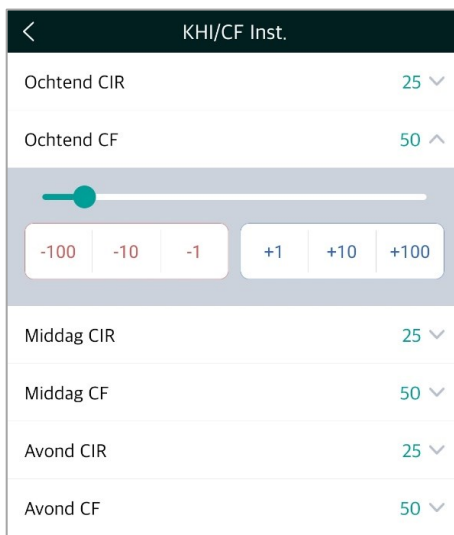 KHI/CF Inst.
Ochtend CIR 25
Ochtend CF 50
-100 -10 -1 +1 +10 +100
Middag CIR 25
Middag CF 50
Avond CIR 25
Avond CF 50